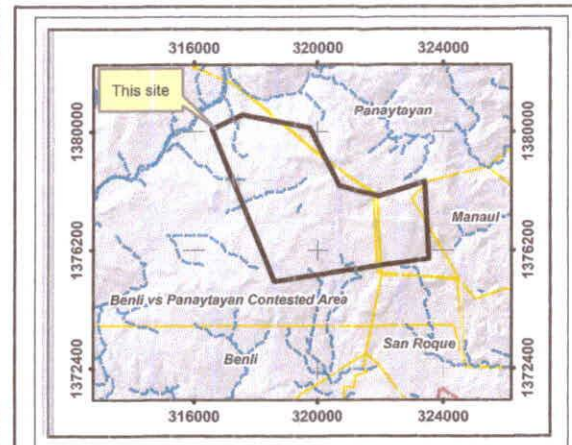 316000 320000 324000
This site
Panaytayan
1380000 1380000
Manaul
1376200 1376200
Benli vs Panaytayan Contested Area
San Roque
Benli
1372400 1372400
316000 320000 324000